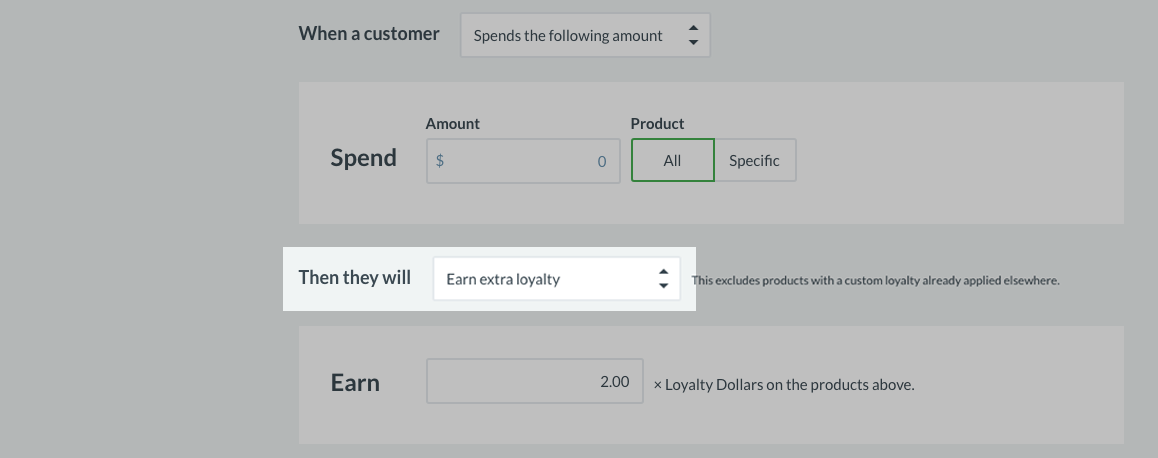 When a customer Spends the following amount
Amount Product
Spend $ 0 All Specific
Then they will Earn extra loyalty This excludes products with a custom loyalty already applied elsewhere.
Earn 2.00 × Loyalty Dollars on the products above.